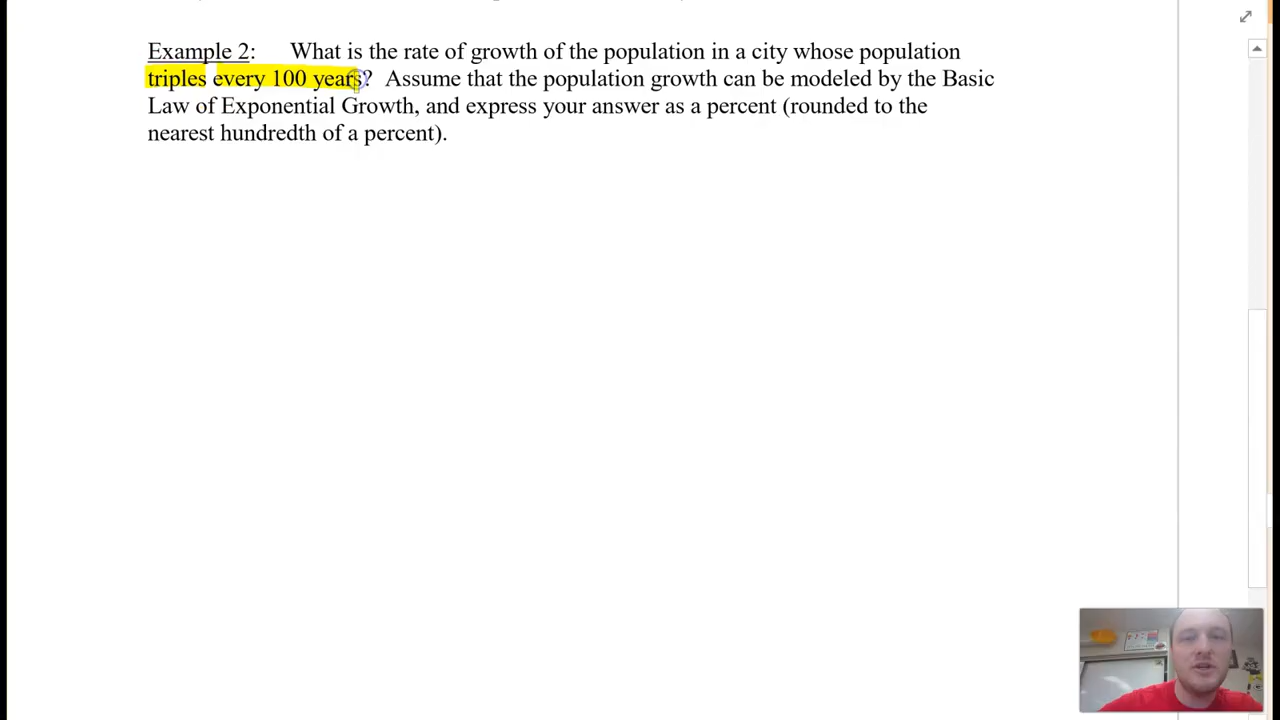 Example 2: What is the rate of growth of the population in a city whose population
triples every 100 years? Assume that the population growth can be modeled by the Basic
Law of Exponential Growth, and express your answer as a percent (rounded to the
nearest hundredth of a percent).